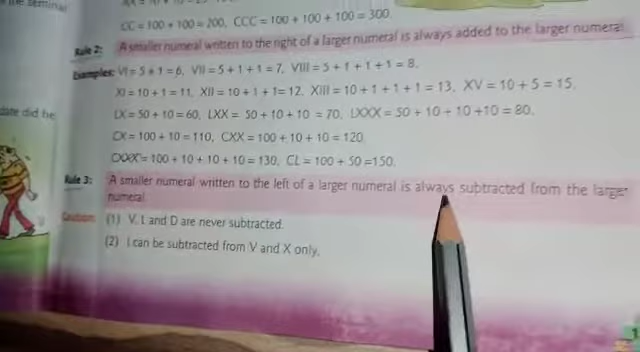 the seminar
CC = 100 + 100 = 200, CCC = 100 + 100 + 100 = 300.
Rule 2: A smaller numeral written to the right of a larger numeral is always added to the larger numeral.
Examples: VI = 5 + 1 = 6, VII = 5 + 1 + 1 = 7, VIII = 5 + 1 + 1 + 1 = 8.
XI = 10 + 1 = 11, XII = 10 + 1 + 1 = 12, XIII = 10 + 1 + 1 + 1 = 13, XV = 10 + 5 = 15.
LX = 50 + 10 = 60, LXX = 50 + 10 + 10 = 70, LXXX = 50 + 10 + 10 + 10 = 80.
date did he
CX = 100 + 10 = 110, CXX = 100 + 10 + 10 = 120.
CXXX = 100 + 10 + 10 + 10 = 130, CL = 100 + 50 = 150.
Rule 3: A smaller numeral written to the left of a larger numeral is always subtracted from the larger
numeral.
Caution: (1) V, L and D are never subtracted.
(2) I can be subtracted from V and X only.
1